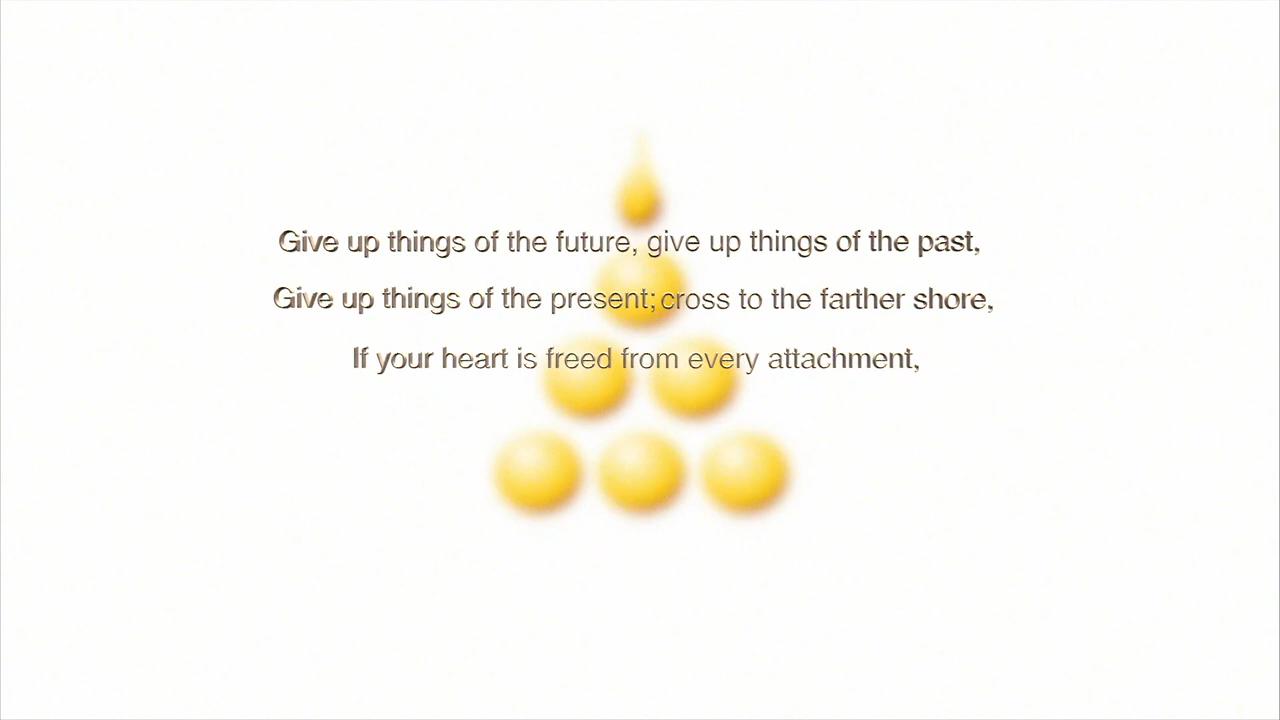 Give up things of the future, give up things of the past,
Give up things of the present; cross to the farther shore,
If your heart is freed from every attachment,